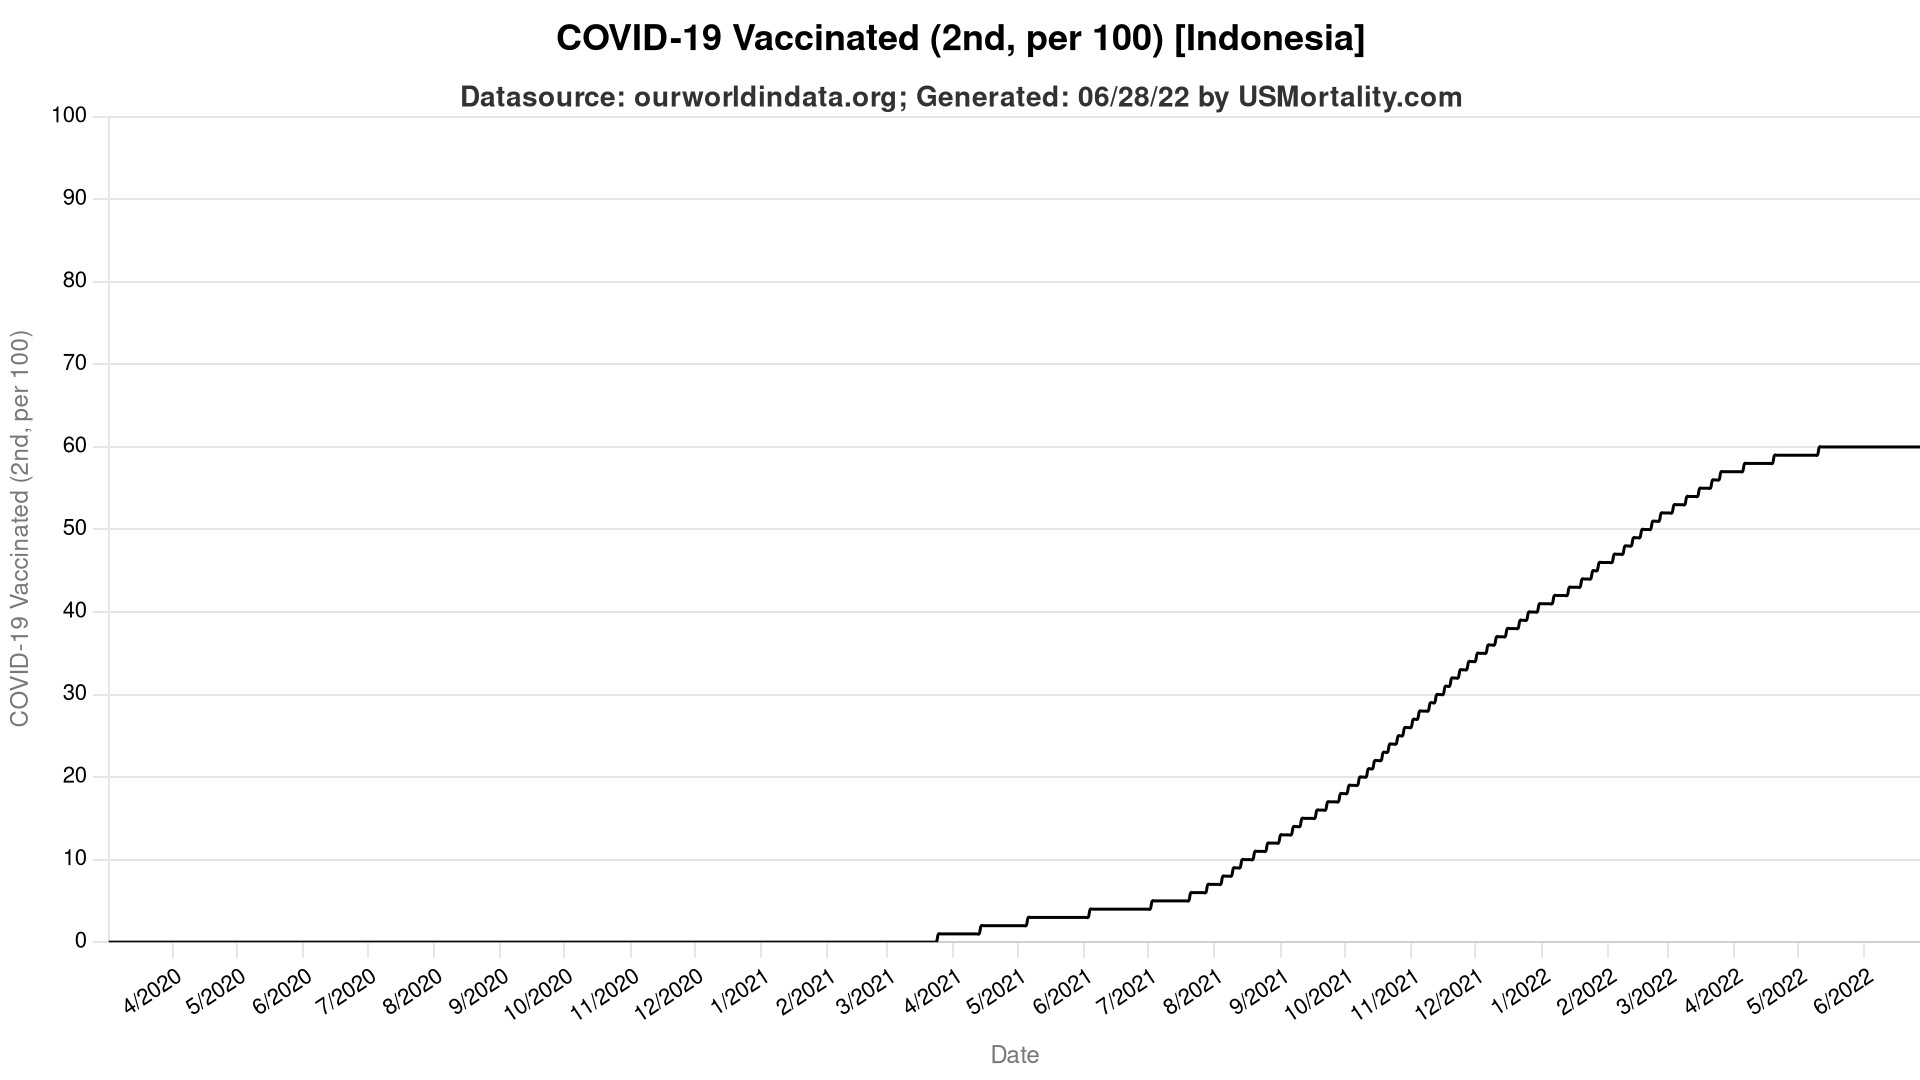 COVID-19 Vaccinated (2nd, per 100) [Indonesia]
Datasource: ourworldindata.org; Generated: 06/28/22 by USMortality.com
COVID-19 Vaccinated (2nd, per 100)
100
90
80
70
60
50
40
30
20
10
0
4/2020 5/2020 6/2020 7/2020 8/2020 9/2020 10/2020 11/2020 12/2020 1/2021 2/2021 3/2021 4/2021 5/2021 6/2021 7/2021 8/2021 9/2021 10/2021 11/2021 12/2021 1/2022 2/2022 3/2022 4/2022 5/2022 6/2022
Date